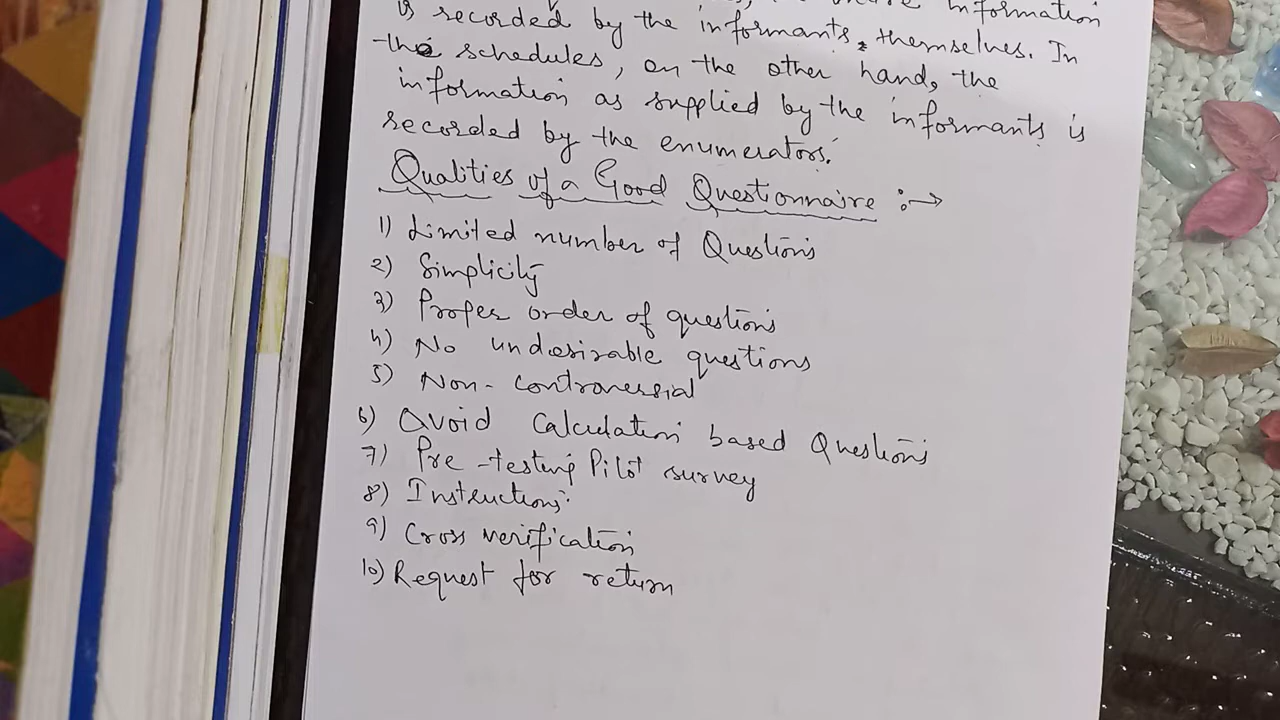 information
is recorded by the informants themselves. In
the schedules, on the other hand, the
information as supplied by the informants is
recorded by the enumerators.
Qualities of a Good Questionnaire :→
1) Limited number of Questions
2) Simplicity
3) Proper order of questions
4) No undesirable questions
5) Non-controversial
6) Avoid Calculation based Questions
7) Pre-testing Pilot survey
8) Instructions
9) Cross verification
10) Request for return